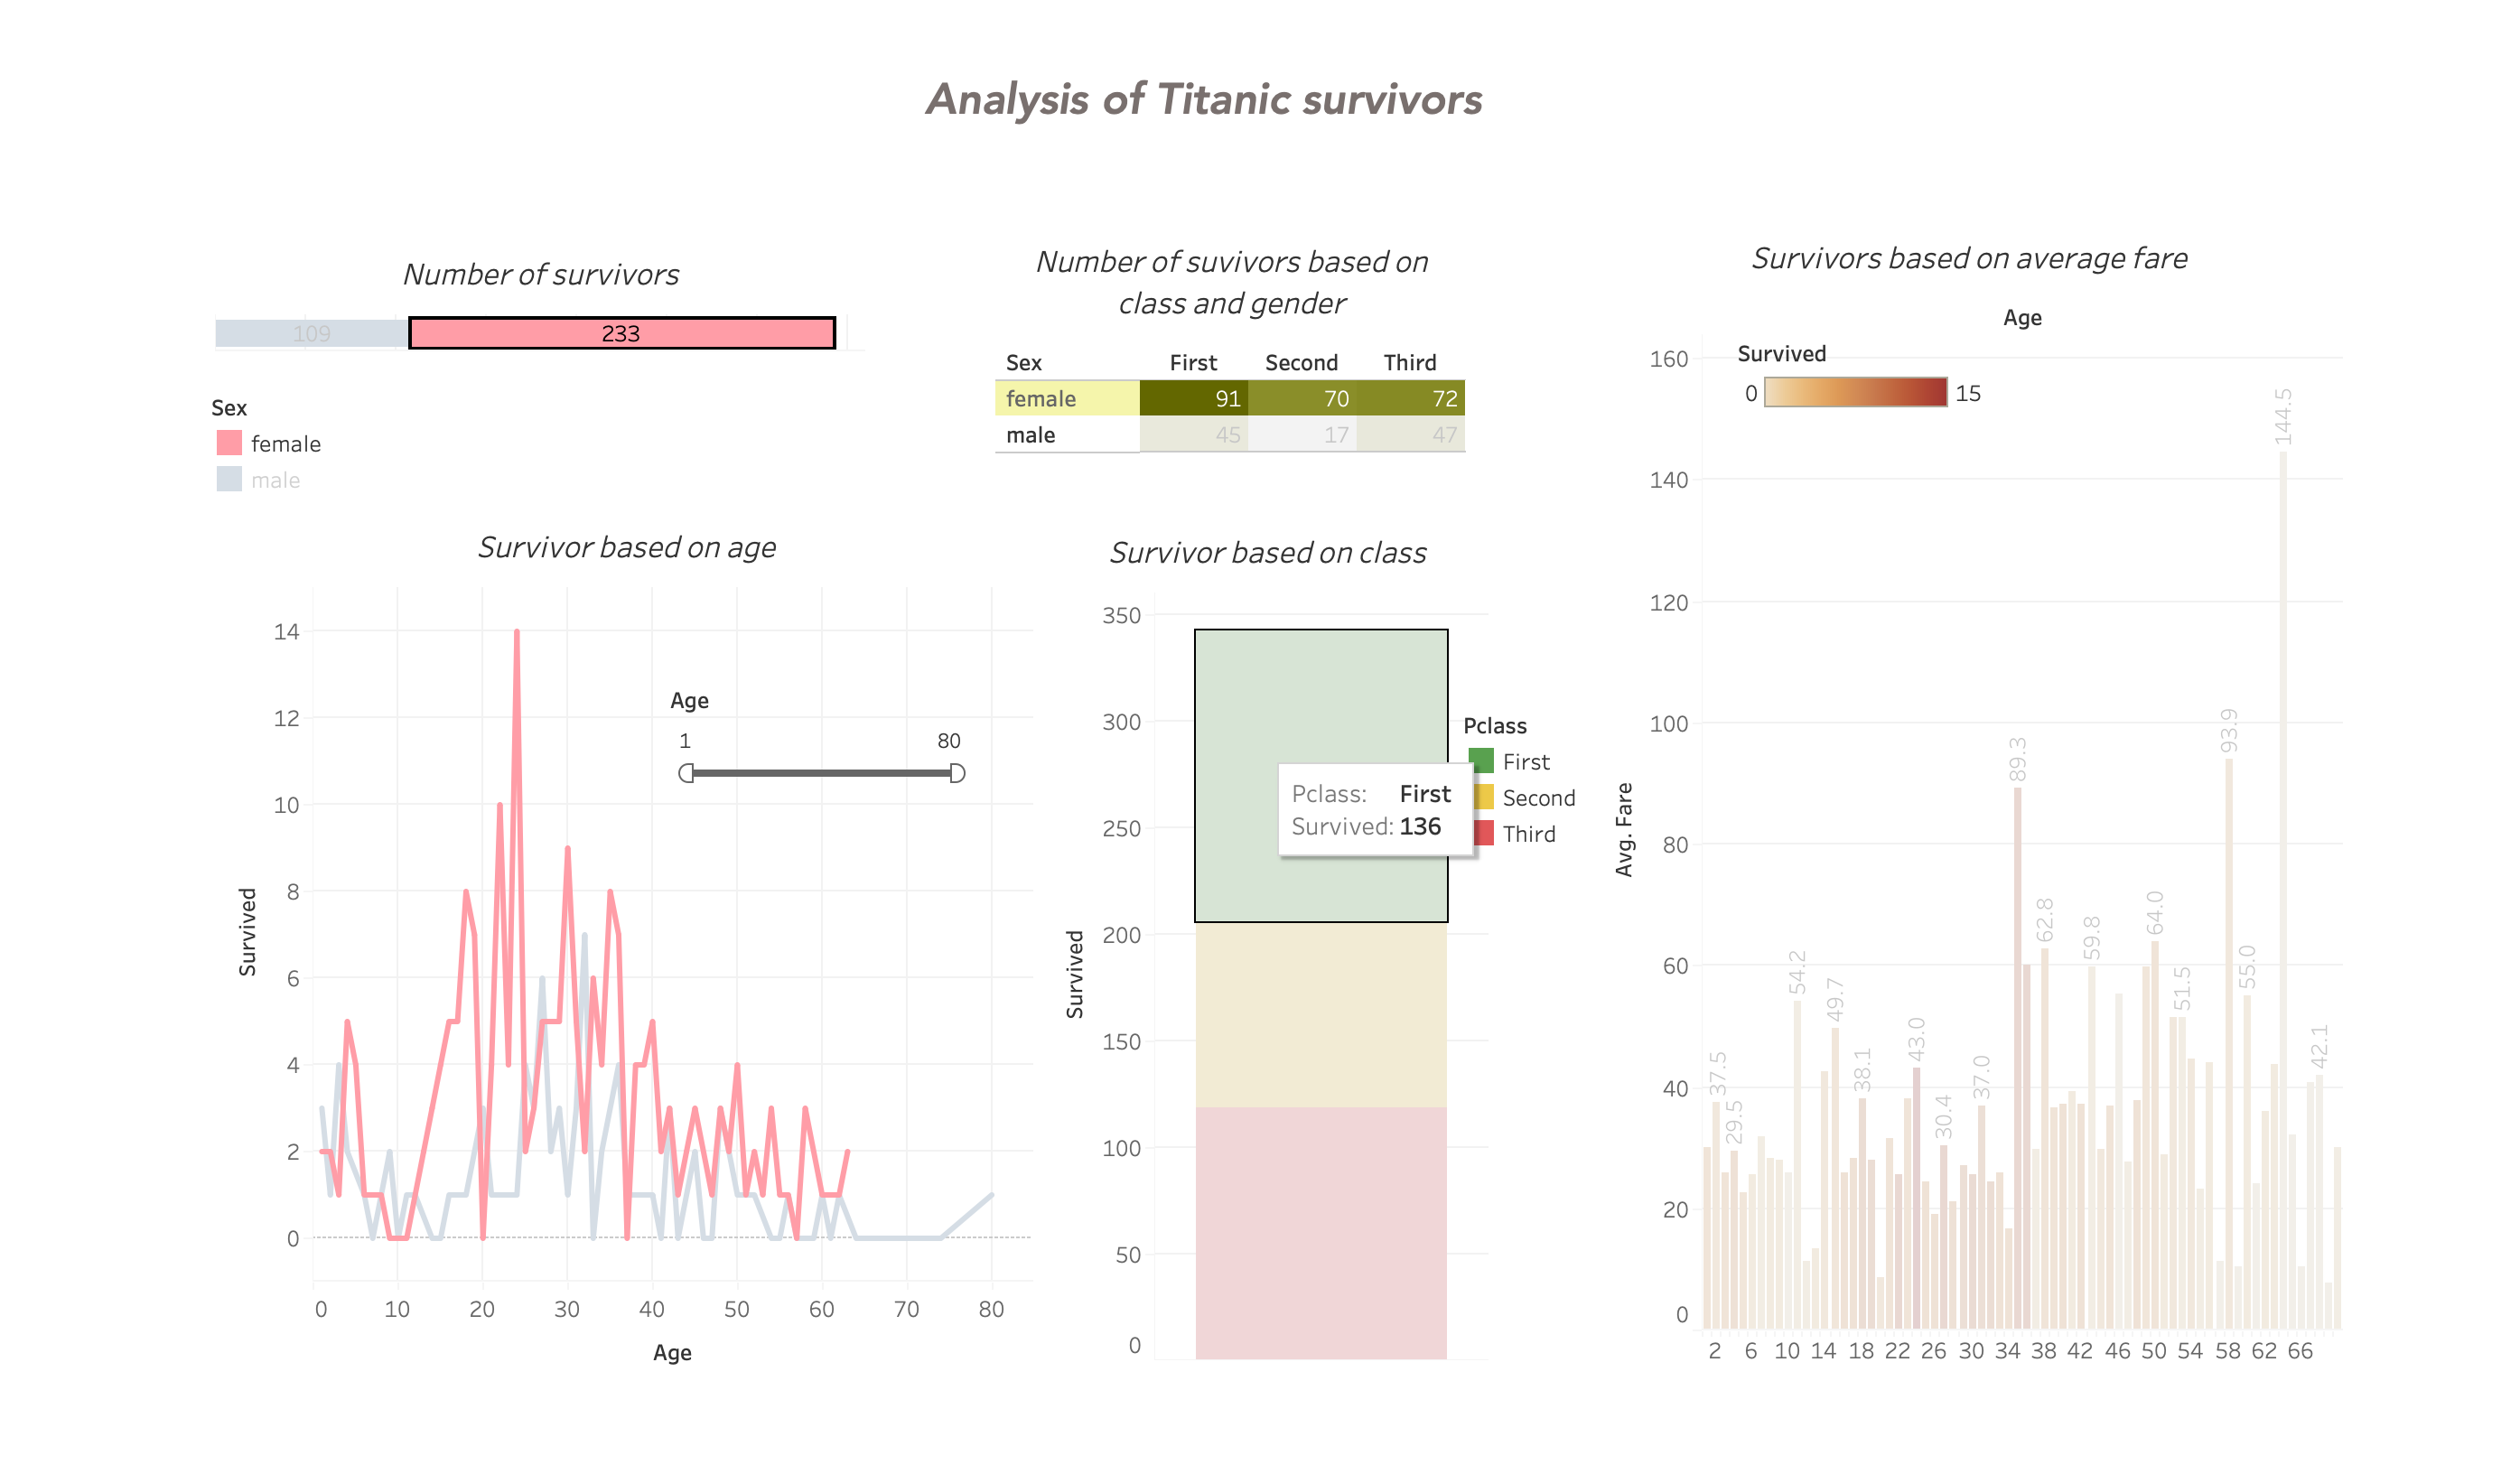 Analysis of Titanic survivors
Number of survivors
109 233
Sex
female
male
Number of suvivors based on
class and gender
Sex First Second Third
female 91 70 72
male 45 17 47
Survivor based on age
Survived
14
12
10
8
6
4
2
0
Age
1 80
0 10 20 30 40 50 60 70 80
Age
Survivor based on class
Survived
350
300
250
200
150
100
50
0
Pclass: First
Survived: 136
Pclass
First
Second
Third
Survivors based on average fare
Age
Survived
0 15
Avg. Fare
160
140
120
100
80
60
40
20
0
37.5
29.5
54.2
49.7
38.1
43.0
30.4
37.0
89.3
62.8
59.8
64.0
51.5
93.9
55.0
144.5
42.1
2 6 10 14 18 22 26 30 34 38 42 46 50 54 58 62 66